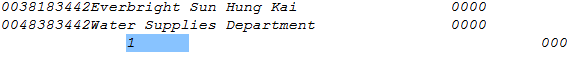 0038183442Everbright Sun Hung Kai 0000
0048383442Water Supplies Department 0000
1 000